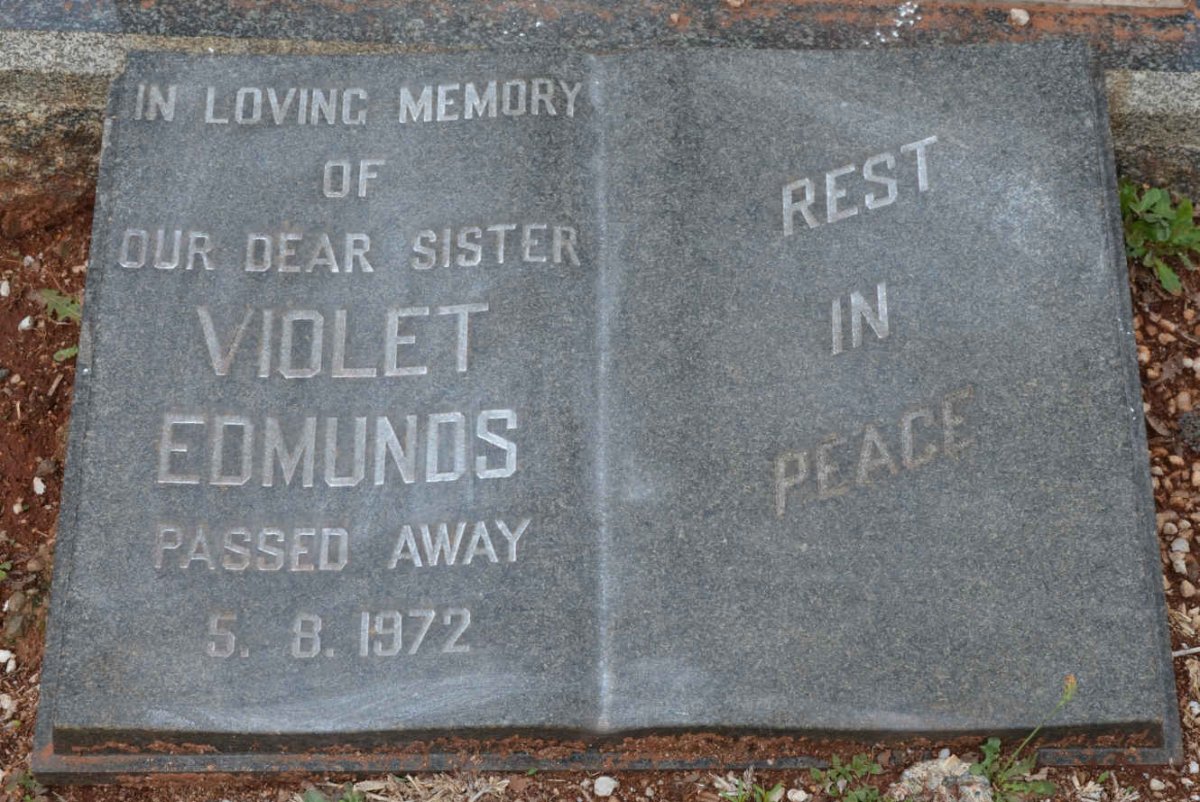 IN LOVING MEMORY
OF
OUR DEAR SISTER
VIOLET
EDMUNDS
PASSED AWAY
5. 8. 1972
REST
IN
PEACE